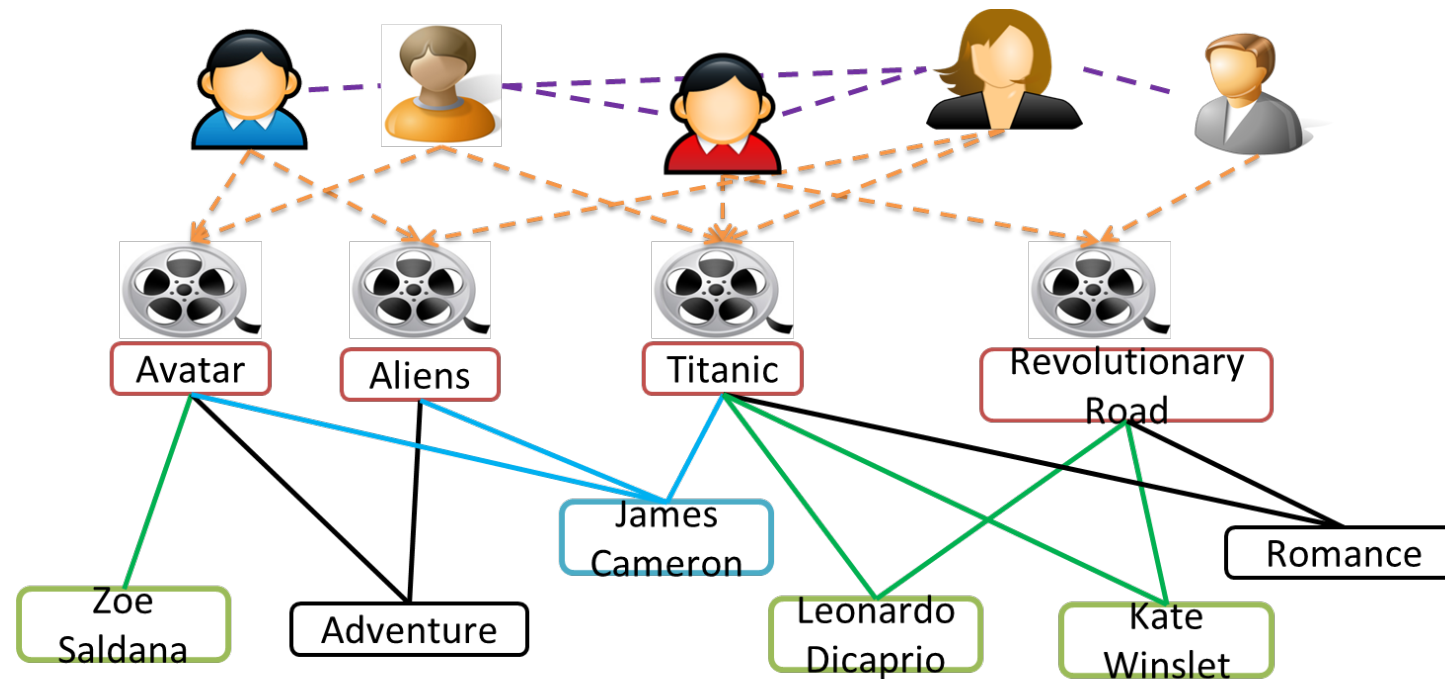 Avatar
Aliens
Titanic
Revolutionary
Road
James
Cameron
Romance
Zoe
Saldana
Adventure
Leonardo
Dicaprio
Kate
Winslet